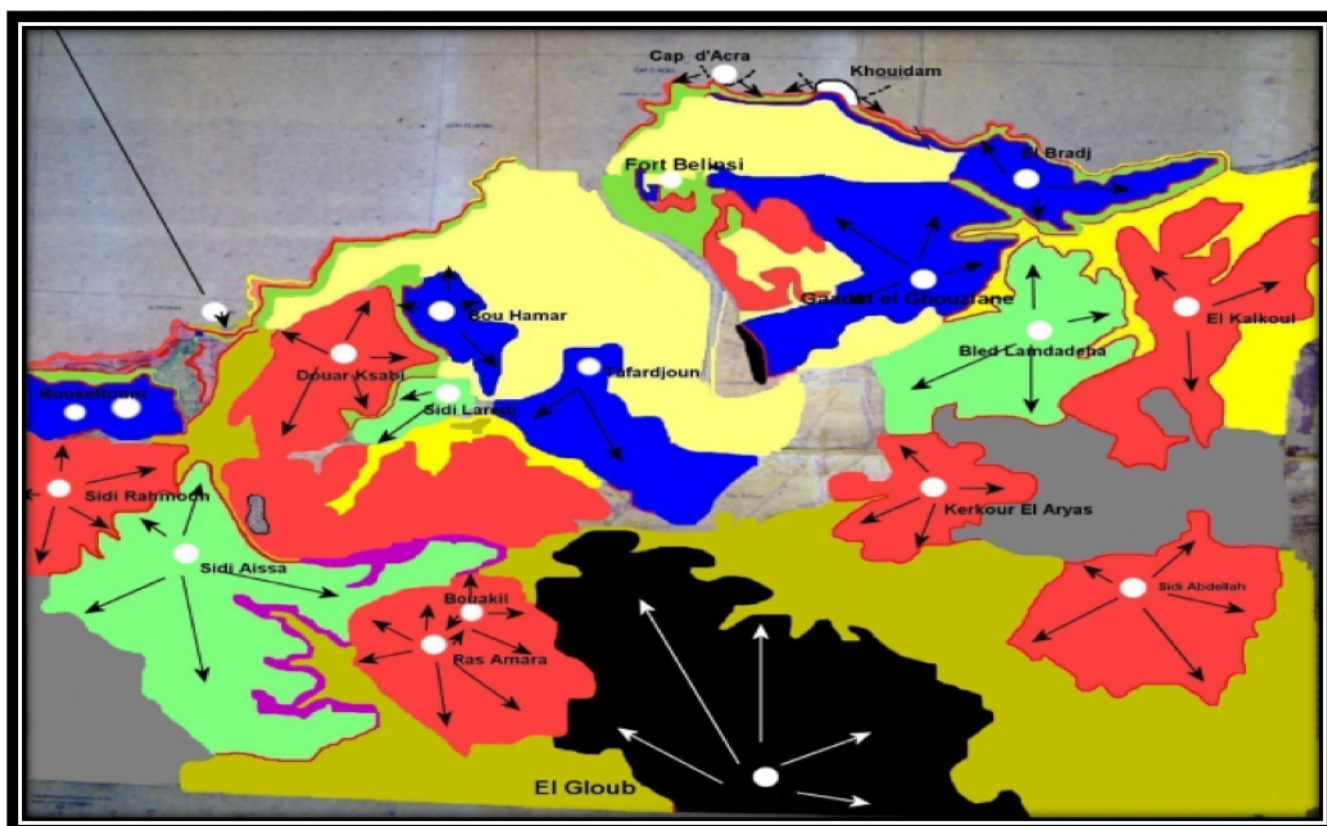 Cap d'Acra
Khouidam
Fort Belinsi
El Bradj
Gaadat el Ghouzlane
Bou Hamar
El Kalkoul
Bled Lamdadeha
Douar Ksabi
Tafardjoun
Sidi Laredj
Boukeltoum
Sidi Rahmoun
Kerkour El Aryas
Sidi Aissa
Sidi Abdellah
Bouakil
Ras Amara
El Gloub